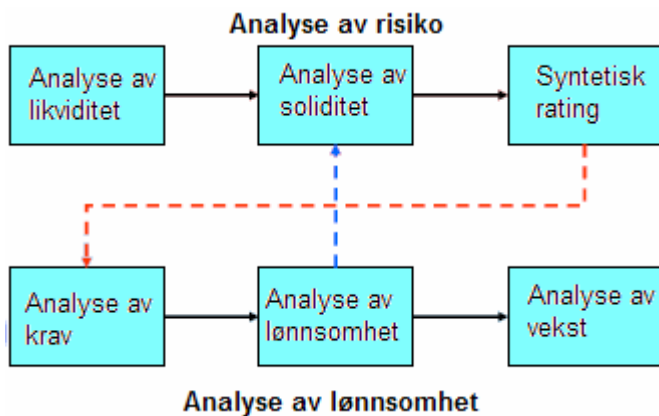 Analyse av risiko
Analyse av
likviditet
Analyse av
soliditet
Syntetisk
rating
Analyse av
krav
Analyse av
lønnsomhet
Analyse av
vekst
Analyse av lønnsomhet